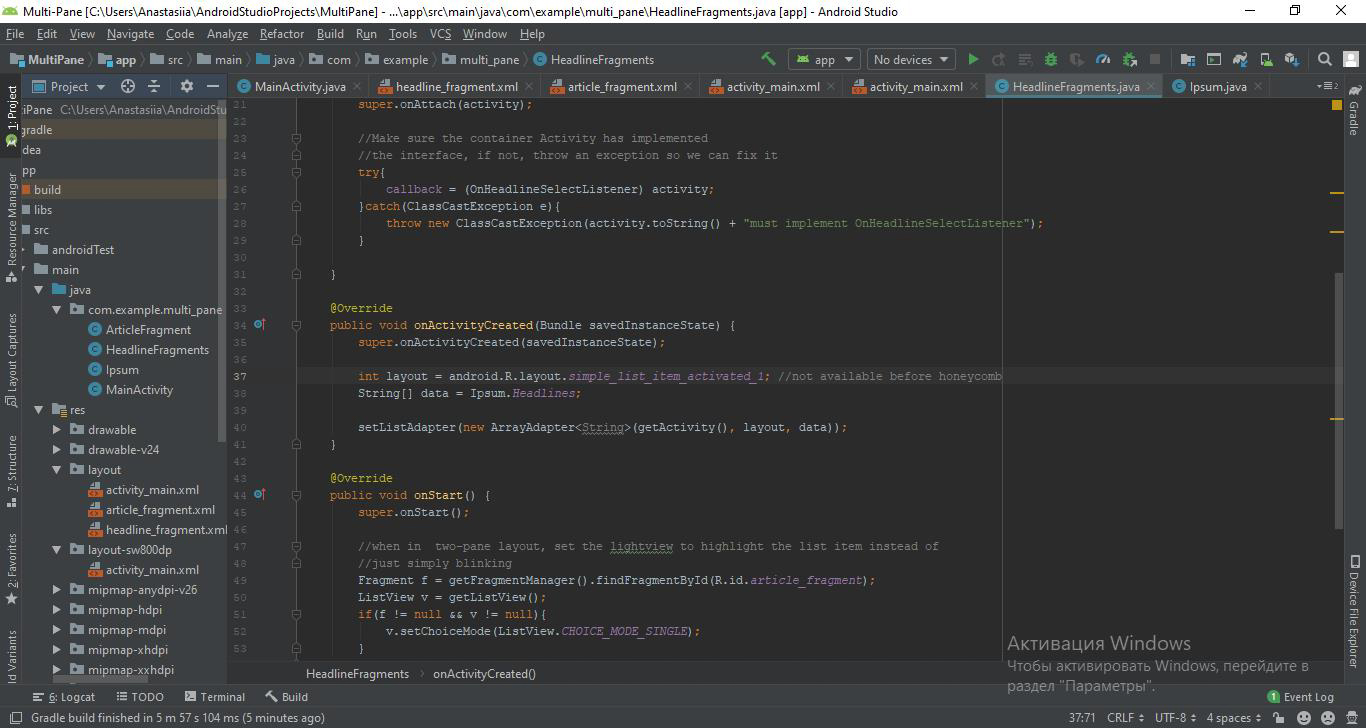 Multi-Pane [C:\Users\Anastasiia\AndroidStudioProjects\MultiPane] - ...\app\src\main\java\com\example\multi_pane\HeadlineFragments.java [app] - Android Studio
File Edit View Navigate Code Analyze Refactor Build Run Tools VCS Window Help
MultiPane app src main java com example multi_pane HeadlineFragments app No devices
Project MainActivity.java headline_fragment.xml article_fragment.xml activity_main.xml activity_main.xml HeadlineFragments.java Ipsum.java
1: Project
Resource Manager
Layout Captures
7: Structure
2: Favorites
ld Variants
iPane C:\Users\Anastasiia\AndroidStu
gradle
dea
pp
build
libs
src
androidTest
main
java
com.example.multi_pane
ArticleFragment
HeadlineFragments
Ipsum
MainActivity
res
drawable
drawable-v24
layout
activity_main.xml
article_fragment.xml
headline_fragment.xml
layout-sw800dp
activity_main.xml
mipmap-anydpi-v26
mipmap-hdpi
mipmap-mdpi
mipmap-xhdpi
mipmap-xxhdpi
21 super.onAttach(activity);
22
23 //Make sure the container Activity has implemented
24 //the interface, if not, throw an exception so we can fix it
25 try{
26 callback = (OnHeadlineSelectListener) activity;
27 }catch(ClassCastException e){
28 throw new ClassCastException(activity.toString() + "must implement OnHeadlineSelectListener");
29 }
30
31 }
32
33 @Override
34 public void onActivityCreated(Bundle savedInstanceState) {
35 super.onActivityCreated(savedInstanceState);
36
37 int layout = android.R.layout.simple_list_item_activated_1; //not available before honeycomb
38 String[] data = Ipsum.Headlines;
39
40 setListAdapter(new ArrayAdapter<String>(getActivity(), layout, data));
41 }
42
43 @Override
44 public void onStart() {
45 super.onStart();
46
47 //when in  two-pane layout, set the lightview to highlight the list item instead of
48 //just simply blinking
49 Fragment f = getFragmentManager().findFragmentById(R.id.article_fragment);
50 ListView v = getListView();
51 if(f != null && v != null){
52 v.setChoiceMode(ListView.CHOICE_MODE_SINGLE);
53 }
Gradle
Device File Explorer
Активация Windows
Чтобы активировать Windows, перейдите в
раздел "Параметры".
HeadlineFragments onActivityCreated()
6: Logcat TODO Terminal Build 1 Event Log
Gradle build finished in 5 m 57 s 104 ms (5 minutes ago) 37:71 CRLF UTF-8 4 spaces